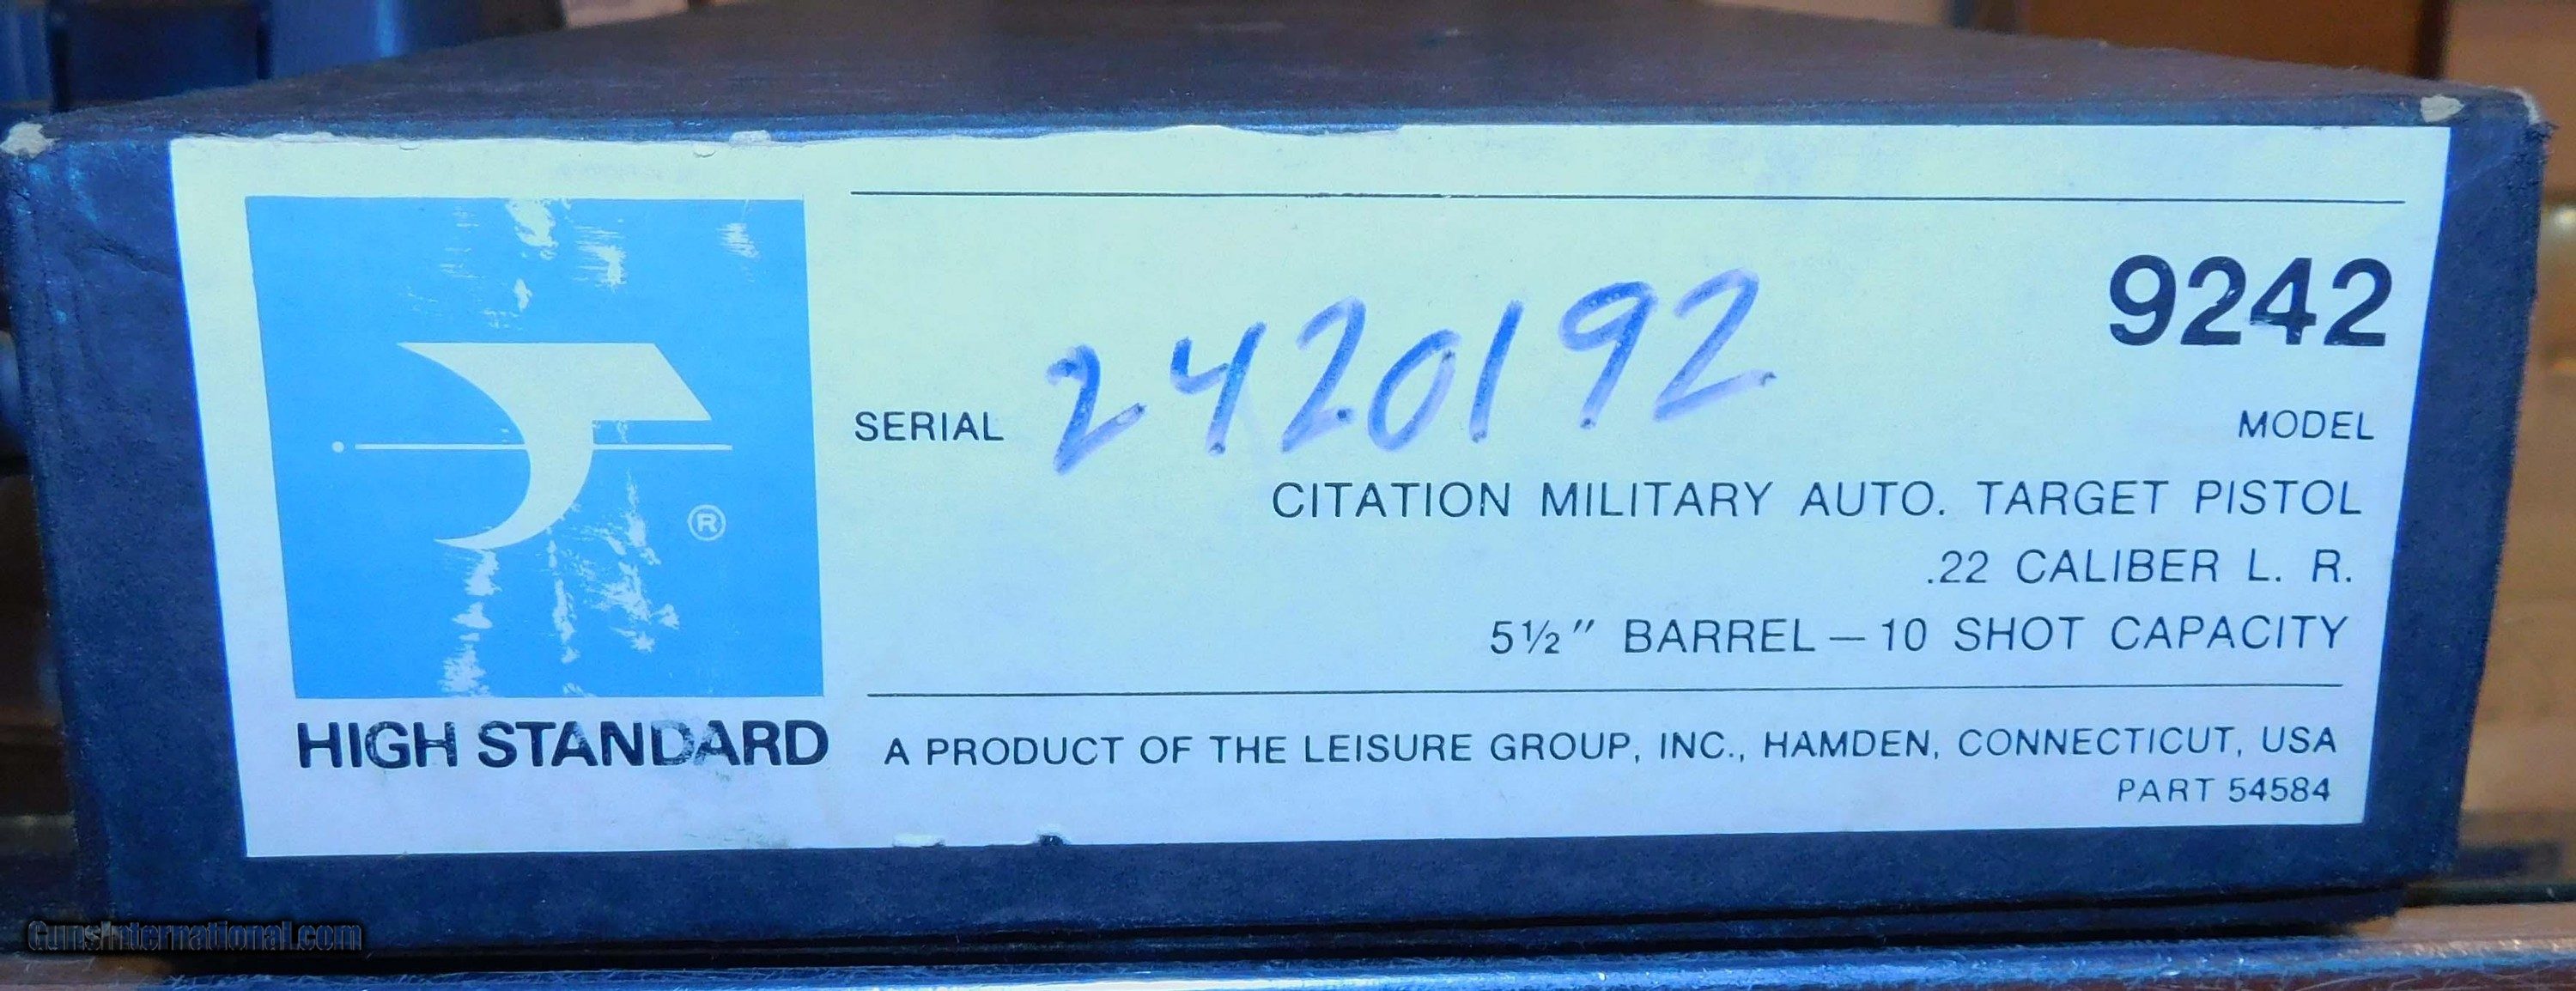 9242
SERIAL 2420192 MODEL
CITATION MILITARY AUTO. TARGET PISTOL
.22 CALIBER L. R.
5½" BARREL — 10 SHOT CAPACITY
®
HIGH STANDARD
A PRODUCT OF THE LEISURE GROUP, INC., HAMDEN, CONNECTICUT, USA
PART 54584
GunsInternational.com